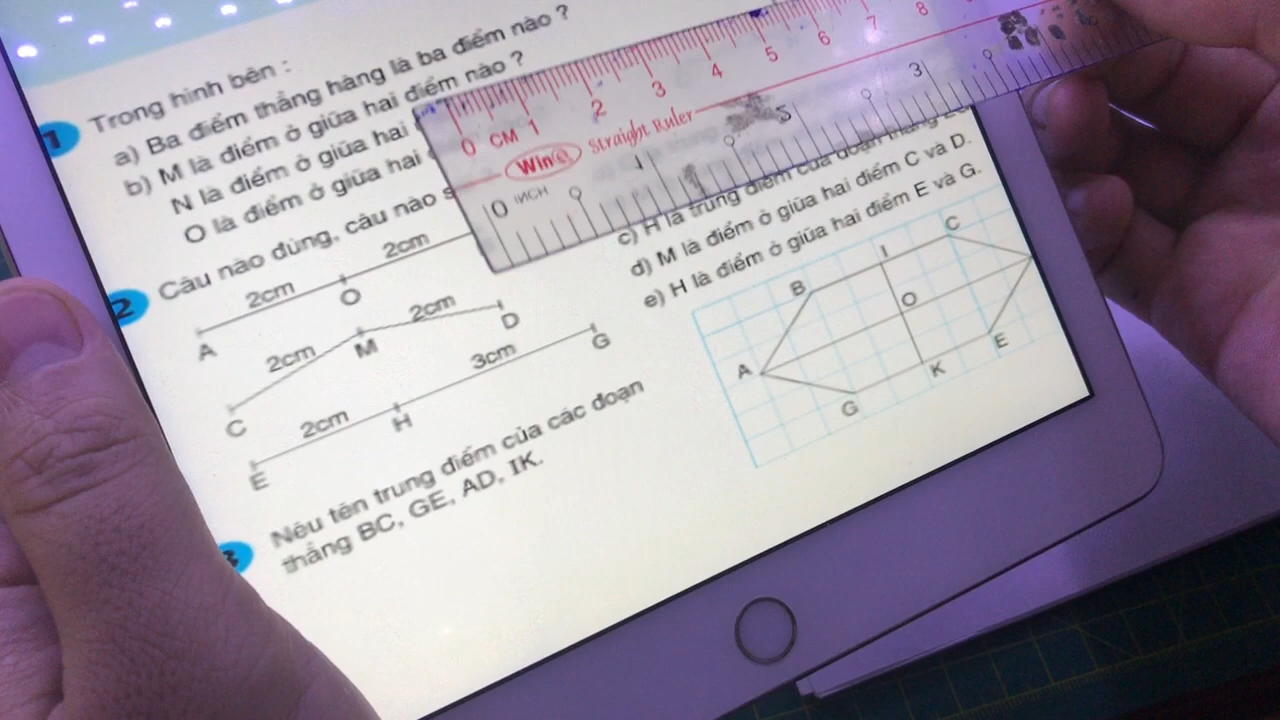 1 Trong hình bên :
a) Ba điểm thẳng hàng là ba điểm nào ?
b) M là điểm ở giữa hai điểm nào ?
N là điểm ở giữa hai
O là điểm ở giữa hai
2 Câu nào đúng, câu nào
2cm 2cm
A O
2cm 2cm
C M D
2cm 3cm
E H G
0 CM 1 2 3 4 5 6 7 8
Win Straight Ruler
0 ІИСН 1 3
c) H là trung điểm của đoạn thẳng
d) M là điểm ở giữa hai điểm C và D.
e) H là điểm ở giữa hai điểm E và G.
3 Nêu tên trung điểm của các đoạn
thẳng BC, GE, AD, IK.
B I C
A O
G K E